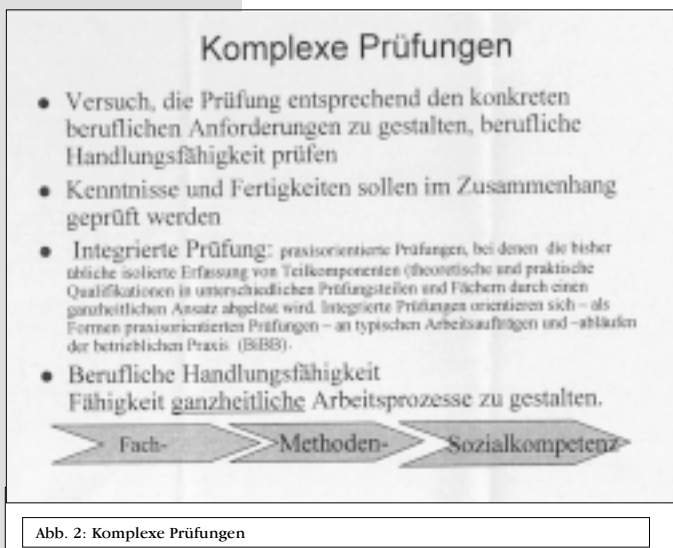 Komplexe Prüfungen
● Versuch, die Prüfung entsprechend den konkreten
beruflichen Anforderungen zu gestalten, berufliche
Handlungsfähigkeit prüfen
● Kenntnisse und Fertigkeiten sollen im Zusammenhang
geprüft werden
● Integrierte Prüfung: praxisorientierte Prüfungen, bei denen die bisher
übliche isolierte Erfassung von Teilkomponenten (theoretische und praktische
Qualifikationen in unterschiedlichen Prüfungsteilen und Fächern durch einen
ganzheitlichen Ansatz abgelöst wird. Integrierte Prüfungen orientieren sich – als
Formen praxisorientierten Prüfungen – an typischen Arbeitsaufträgen und –abläufen
der betrieblichen Praxis (BiBB).
● Berufliche Handlungsfähigkeit
Fähigkeit ganzheitliche Arbeitsprozesse zu gestalten.
Fach- Methoden- Sozialkompetenz
Abb. 2: Komplexe Prüfungen